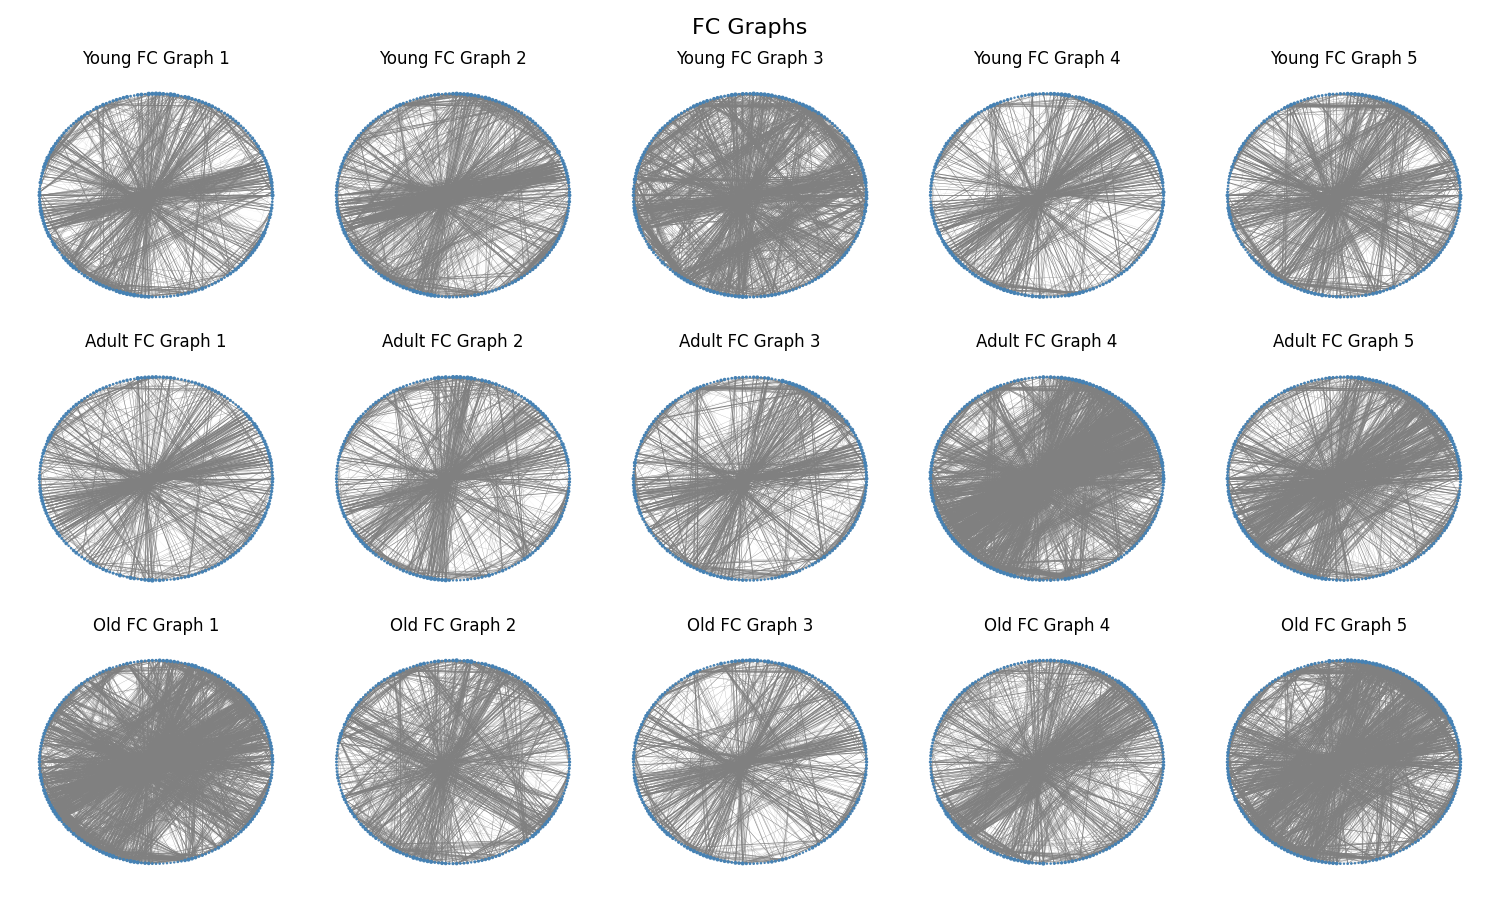 FC Graphs
Young FC Graph 1
Young FC Graph 2
Young FC Graph 3
Young FC Graph 4
Young FC Graph 5
Adult FC Graph 1
Adult FC Graph 2
Adult FC Graph 3
Adult FC Graph 4
Adult FC Graph 5
Old FC Graph 1
Old FC Graph 2
Old FC Graph 3
Old FC Graph 4
Old FC Graph 5